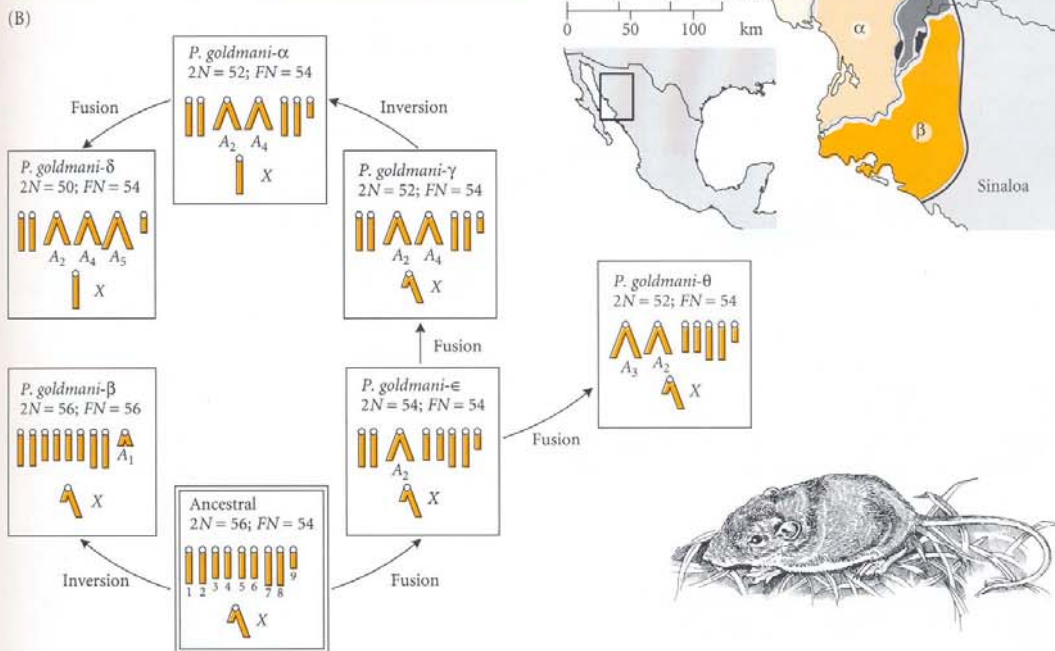 (B)
0 50 100 km
α
β
Sinaloa
P. goldmani-α
2N = 52; FN = 54
A2 A4
X
Fusion
Inversion
P. goldmani-δ
2N = 50; FN = 54
A2 A4 A5
X
P. goldmani-γ
2N = 52; FN = 54
A2 A4
X
P. goldmani-θ
2N = 52; FN = 54
A3 A2
X
Fusion
P. goldmani-β
2N = 56; FN = 56
A1
X
P. goldmani-ϵ
2N = 54; FN = 54
A2
X
Fusion
Ancestral
2N = 56; FN = 54
1 2 3 4 5 6 7 8 9
X
Inversion
Fusion